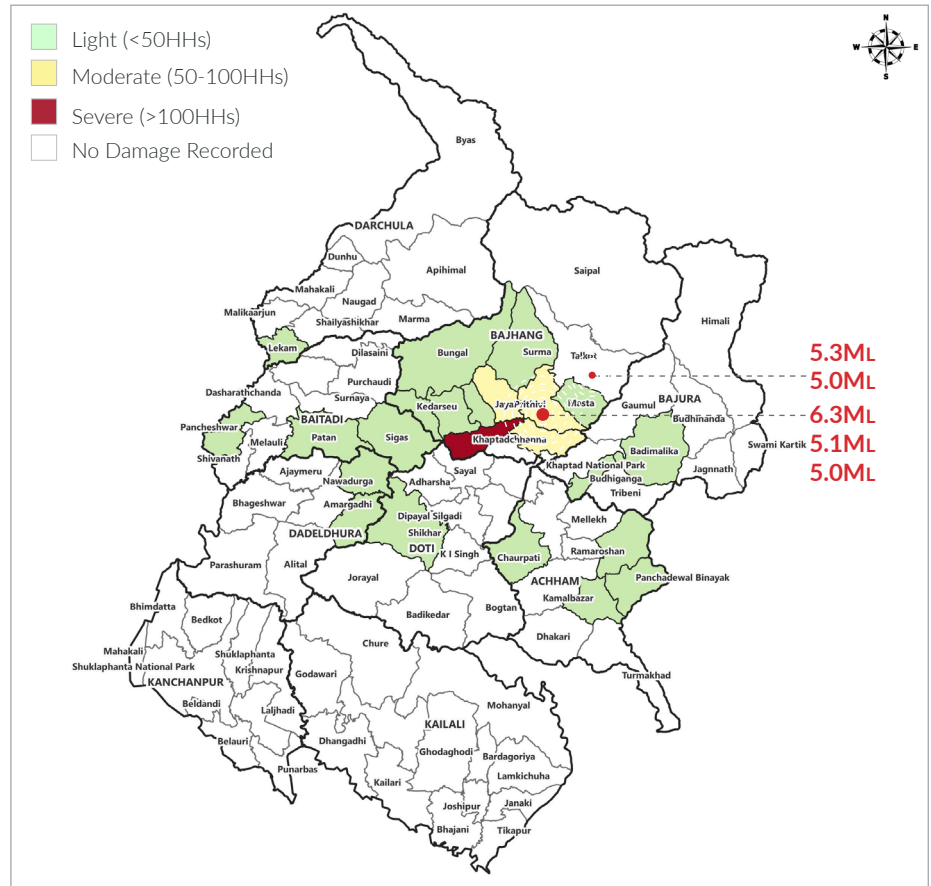 Light (<50HHs)
Moderate (50-100HHs)
Severe (>100HHs)
No Damage Recorded
N
W E
S
Byas
DARCHULA
Dunhu
Apihimal
Saipal
Mahakali
Naugad
Malikaarjun
Shailyashikhar
Marma
Himali
Lekam
Dilasaini
Bungal
BAJHANG
Surma
Talkot
5.3ML
5.0ML
Purchaudi
Dasharathchanda
Surnaya
Kedarseu
JayaPrithivi
Masta
Gaumul
BAJURA
Budhinanda
6.3ML
5.1ML
5.0ML
Pancheshwar
BAITADI
Patan
Sigas
Melauli
Shivanath
Khaptadchhanna
Badimalika
Swami Kartik
Khaptad National Park
Jagnnath
Ajaymeru
Nawadurga
Sayal
Adharsha
Budhiganga
Tribeni
Bhageshwar
Amargadhi
Dipayal Silgadi
Mellekh
DADELDHURA
Shikhar
DOTI
K I Singh
Chaurpati
Ramaroshan
Parashuram
Alital
Jorayal
ACHHAM
Panchadewal Binayak
Kamalbazar
Bhimdatta
Bedkot
Badikedar
Bogtan
Dhakari
Chure
Mahakali
Shuklaphanta
Shuklaphanta National Park
Krishnapur
Godawari
Turmakhad
KANCHANPUR
Beldandi
Laljhadi
Mohanyal
KAILALI
Belauri
Dhangadhi
Ghodaghodi
Bardagoriya
Punarbas
Kailari
Lamkichuha
Joshipur
Janaki
Bhajani
Tikapur